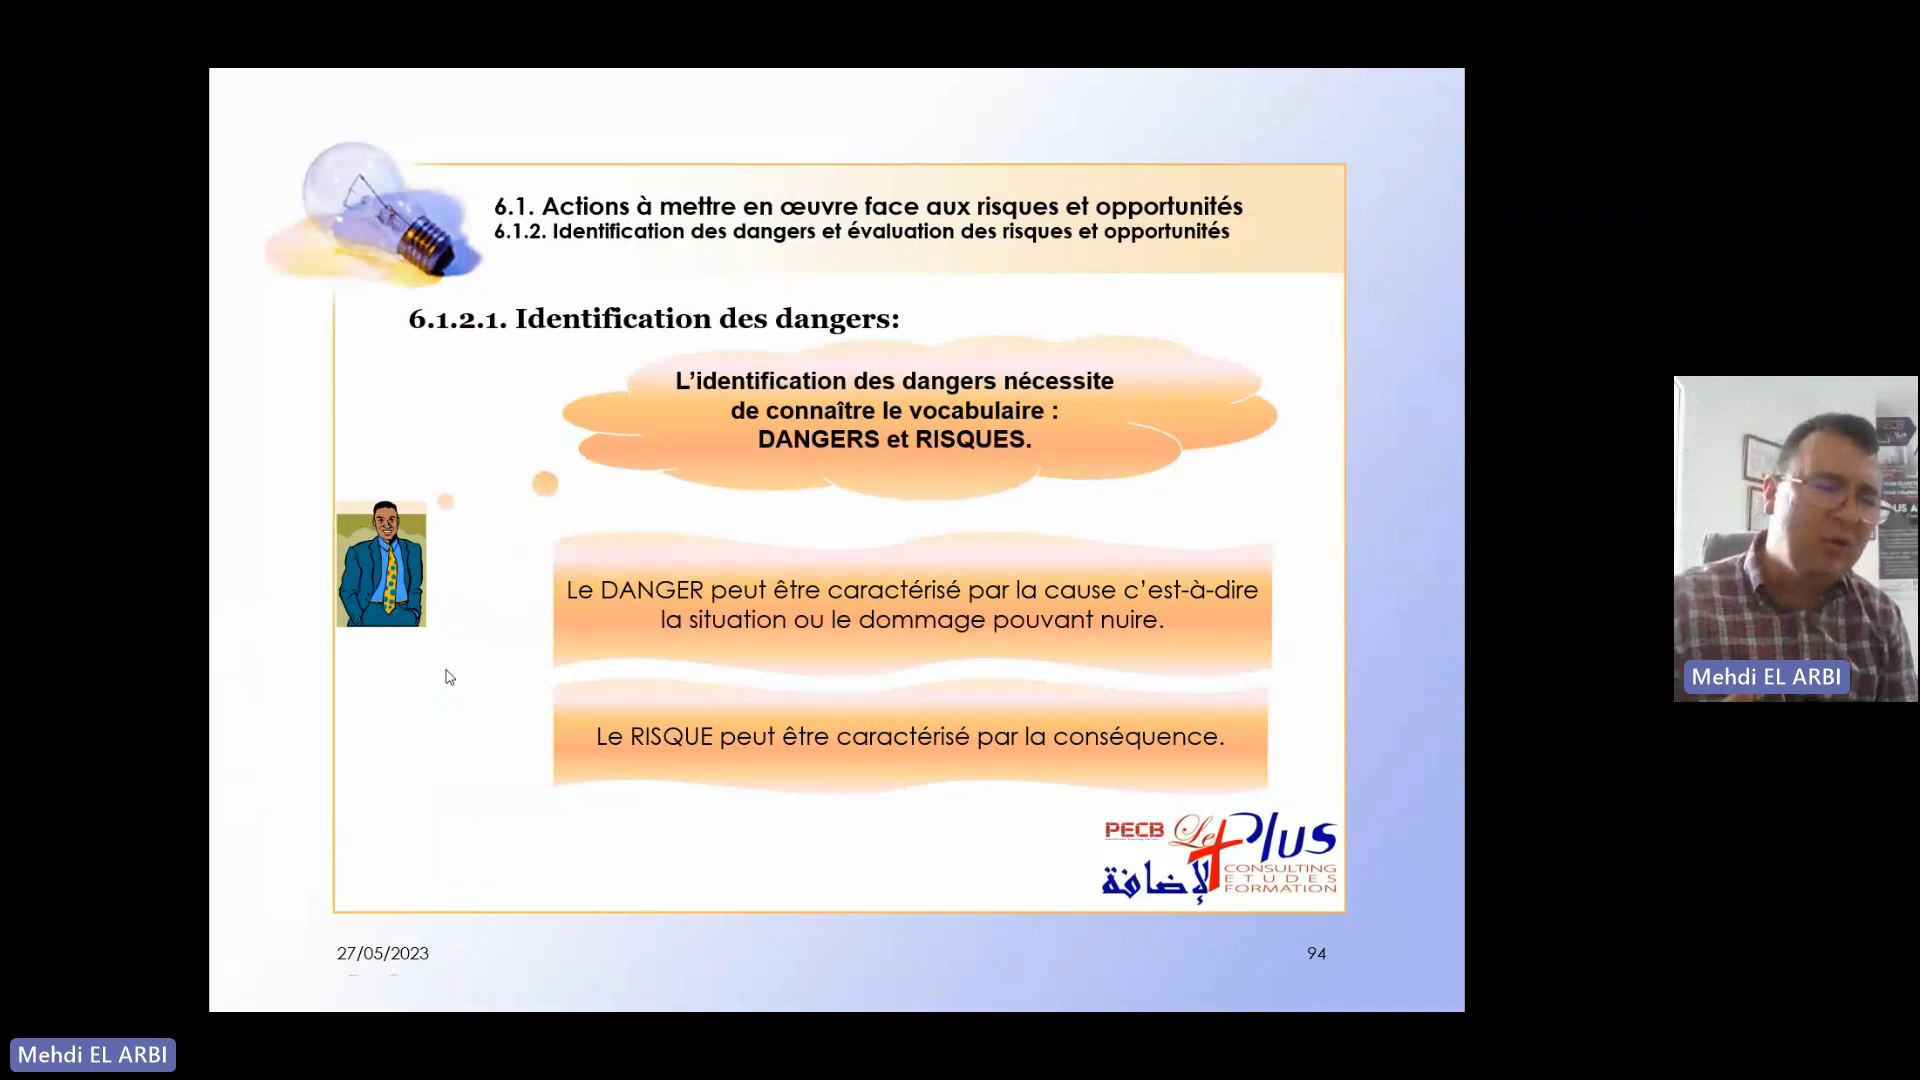 6.1. Actions à mettre en œuvre face aux risques et opportunités
6.1.2. Identification des dangers et évaluation des risques et opportunités
6.1.2.1. Identification des dangers:
L’identification des dangers nécessite
de connaître le vocabulaire :
DANGERS et RISQUES.
Le DANGER peut être caractérisé par la cause c’est-à-dire
la situation ou le dommage pouvant nuire.
Le RISQUE peut être caractérisé par la conséquence.
PECB Le Plus
الإضافة
CONSULTING
ETUDES
FORMATION
27/05/2023
94
Mehdi EL ARBI
Mehdi EL ARBI